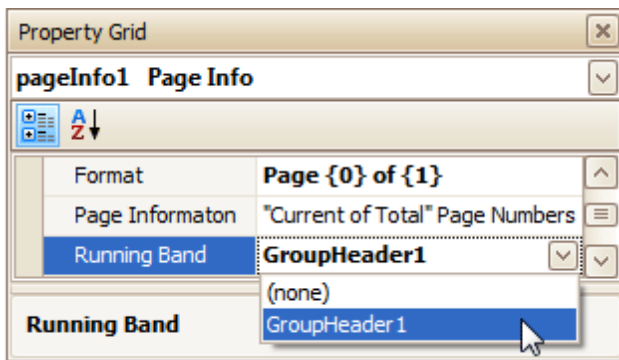 Property Grid
pageInfo1 Page Info
A
Z
Format Page {0} of {1}
Page Informaton "Current of Total" Page Numbers
Running Band GroupHeader1
(none)
GroupHeader1
Running Band